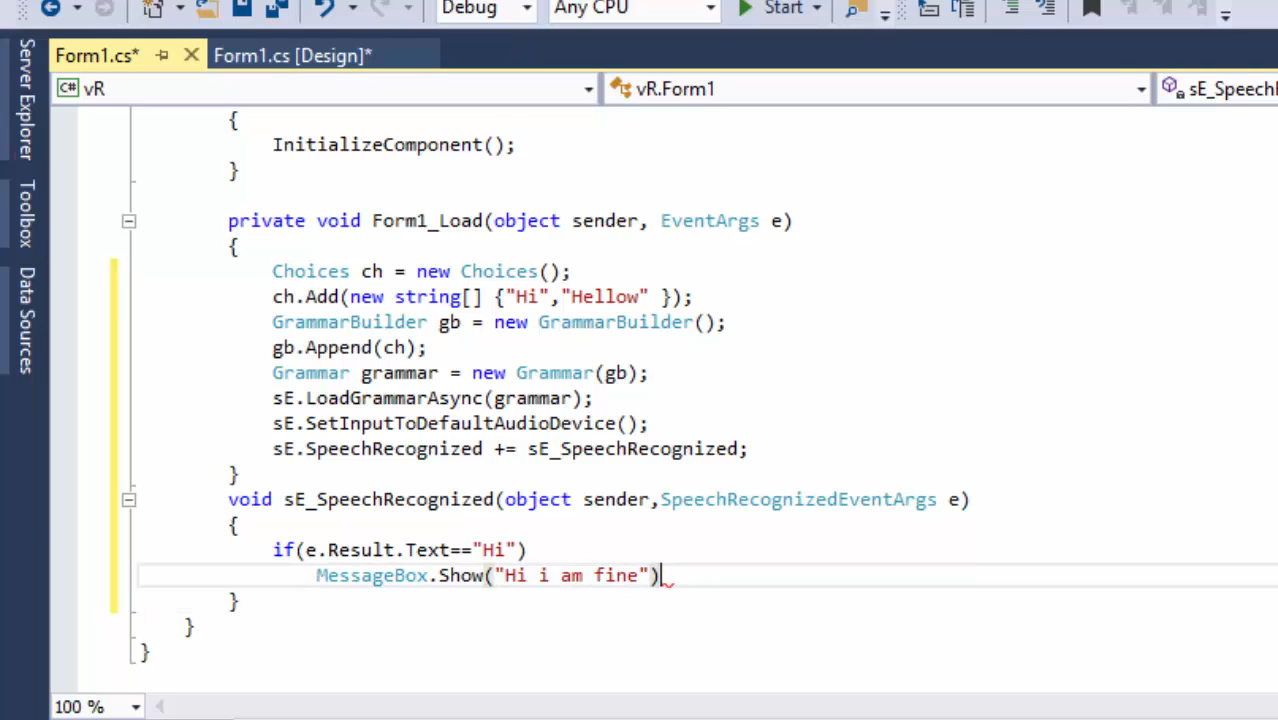 Debug Any CPU Start
Form1.cs* Form1.cs [Design]*
Server Explorer
Toolbox
Data Sources
C# vR vR.Form1
{
InitializeComponent();
}
private void Form1_Load(object sender, EventArgs e)
{
Choices ch = new Choices();
ch.Add(new string[] {"Hi","Hellow" });
GrammarBuilder gb = new GrammarBuilder();
gb.Append(ch);
Grammar grammar = new Grammar(gb);
sE.LoadGrammarAsync(grammar);
sE.SetInputToDefaultAudioDevice();
sE.SpeechRecognized += sE_SpeechRecognized;
}
void sE_SpeechRecognized(object sender,SpeechRecognizedEventArgs e)
{
if(e.Result.Text=="Hi")
MessageBox.Show("Hi i am fine")
}
}
}
100 %